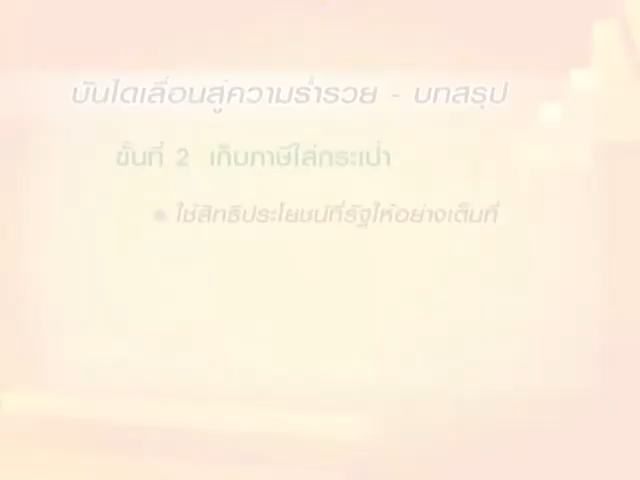 บันไดเลื่อนสู่ความร่ำรวย - บทสรุป
ขั้นที่ 2 เก็บภาษีใส่กระเป๋า
• ใช้สิทธิประโยชน์ที่รัฐให้อย่างเต็มที่